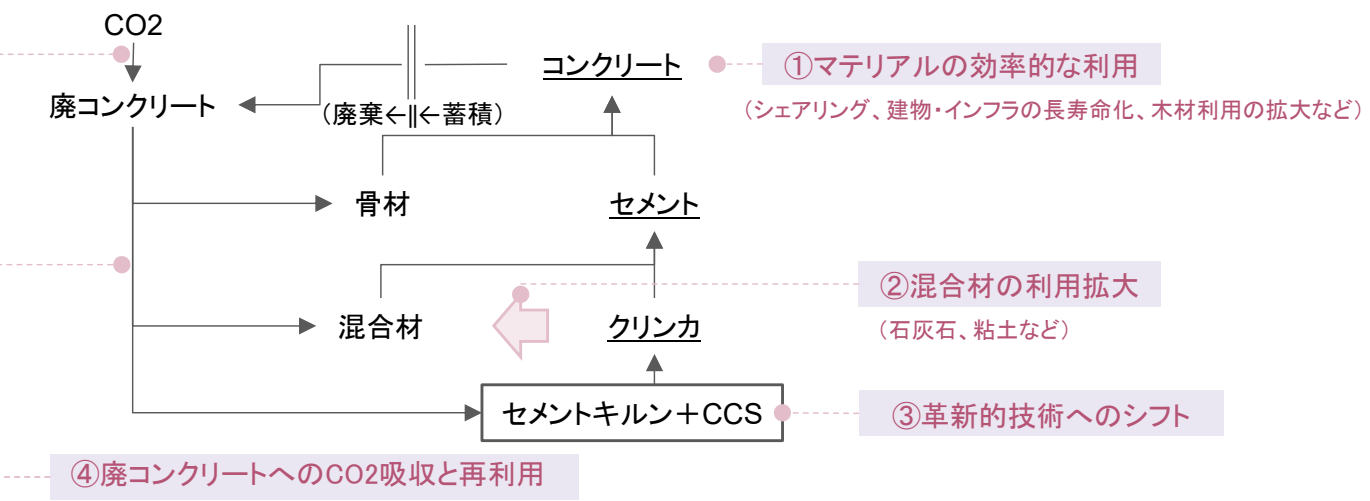 CO2
コンクリート
①マテリアルの効率的な利用
廃コンクリート
（廃棄←||←蓄積）
（シェアリング、建物・インフラの長寿命化、木材利用の拡大など）
骨材
セメント
②混合材の利用拡大
混合材
クリンカ
（石灰石、粘土など）
セメントキルン＋CCS
③革新的技術へのシフト
④廃コンクリートへのCO2吸収と再利用